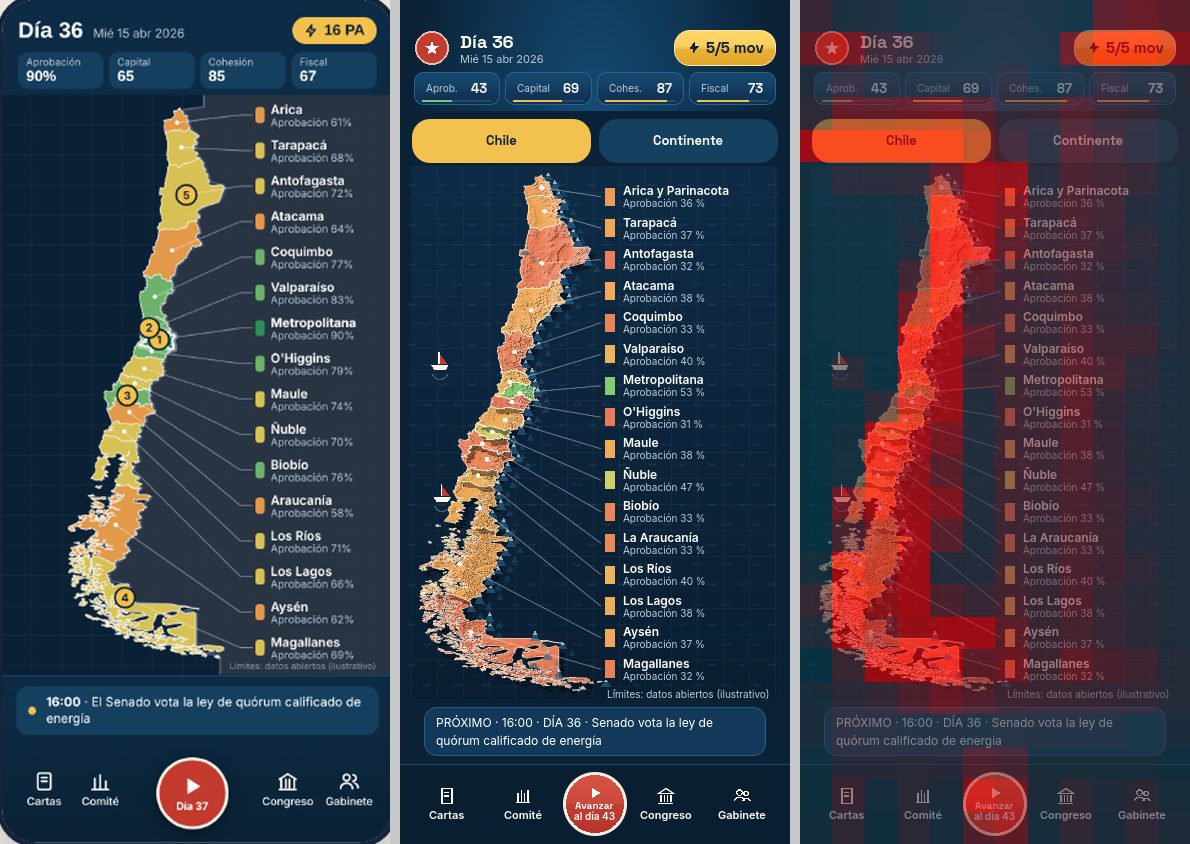 Día 36 Mié 15 abr 2026
16 PA
Aprobación
90%
Capital
65
Cohesión
85
Fiscal
67
Arica
Aprobación 61%
Tarapacá
Aprobación 68%
Antofagasta
Aprobación 72%
Atacama
Aprobación 64%
Coquimbo
Aprobación 77%
Valparaíso
Aprobación 83%
Metropolitana
Aprobación 90%
O'Higgins
Aprobación 79%
Maule
Aprobación 74%
Ñuble
Aprobación 70%
Biobío
Aprobación 76%
Araucanía
Aprobación 58%
Los Ríos
Aprobación 71%
Los Lagos
Aprobación 66%
Aysén
Aprobación 62%
Magallanes
Aprobación 69%
5
2
1
3
4
Límites: datos abiertos (ilustrativo)
16:00 · El Senado vota la ley de quórum calificado de
energía
Cartas
Comité
Día 37
Congreso
Gabinete
Día 36
Mié 15 abr 2026
5/5 mov
Aprob. 43
Capital 69
Cohes. 87
Fiscal 73
Chile
Continente
Arica y Parinacota
Aprobación 36 %
Tarapacá
Aprobación 37 %
Antofagasta
Aprobación 32 %
Atacama
Aprobación 38 %
Coquimbo
Aprobación 33 %
Valparaíso
Aprobación 40 %
Metropolitana
Aprobación 53 %
O'Higgins
Aprobación 31 %
Maule
Aprobación 38 %
Ñuble
Aprobación 47 %
Biobío
Aprobación 33 %
La Araucanía
Aprobación 33 %
Los Ríos
Aprobación 40 %
Los Lagos
Aprobación 38 %
Aysén
Aprobación 37 %
Magallanes
Aprobación 32 %
Límites: datos abiertos (ilustrativo)
PRÓXIMO · 16:00 · DÍA 36 · Senado vota la ley de
quórum calificado de energía
Cartas
Comité
Avanzar
al día 43
Congreso
Gabinete
Día 36
Mié 15 abr 2026
5/5 mov
Aprob. 43
Capital 69
Cohes. 87
Fiscal 73
Chile
Continente
Arica y Parinacota
Aprobación 36 %
Tarapacá
Aprobación 37 %
Antofagasta
Aprobación 32 %
Atacama
Aprobación 38 %
Coquimbo
Aprobación 33 %
Valparaíso
Aprobación 40 %
Metropolitana
Aprobación 53 %
O'Higgins
Aprobación 31 %
Maule
Aprobación 38 %
Ñuble
Aprobación 47 %
Biobío
Aprobación 33 %
La Araucanía
Aprobación 33 %
Los Ríos
Aprobación 40 %
Los Lagos
Aprobación 38 %
Aysén
Aprobación 37 %
Magallanes
Aprobación 32 %
Límites: datos abiertos (ilustrativo)
PRÓXIMO · 16:00 · DÍA 36 · Senado vota la ley de
quórum calificado de energía
Cartas
Comité
Avanzar
al día 43
Congreso
Gabinete